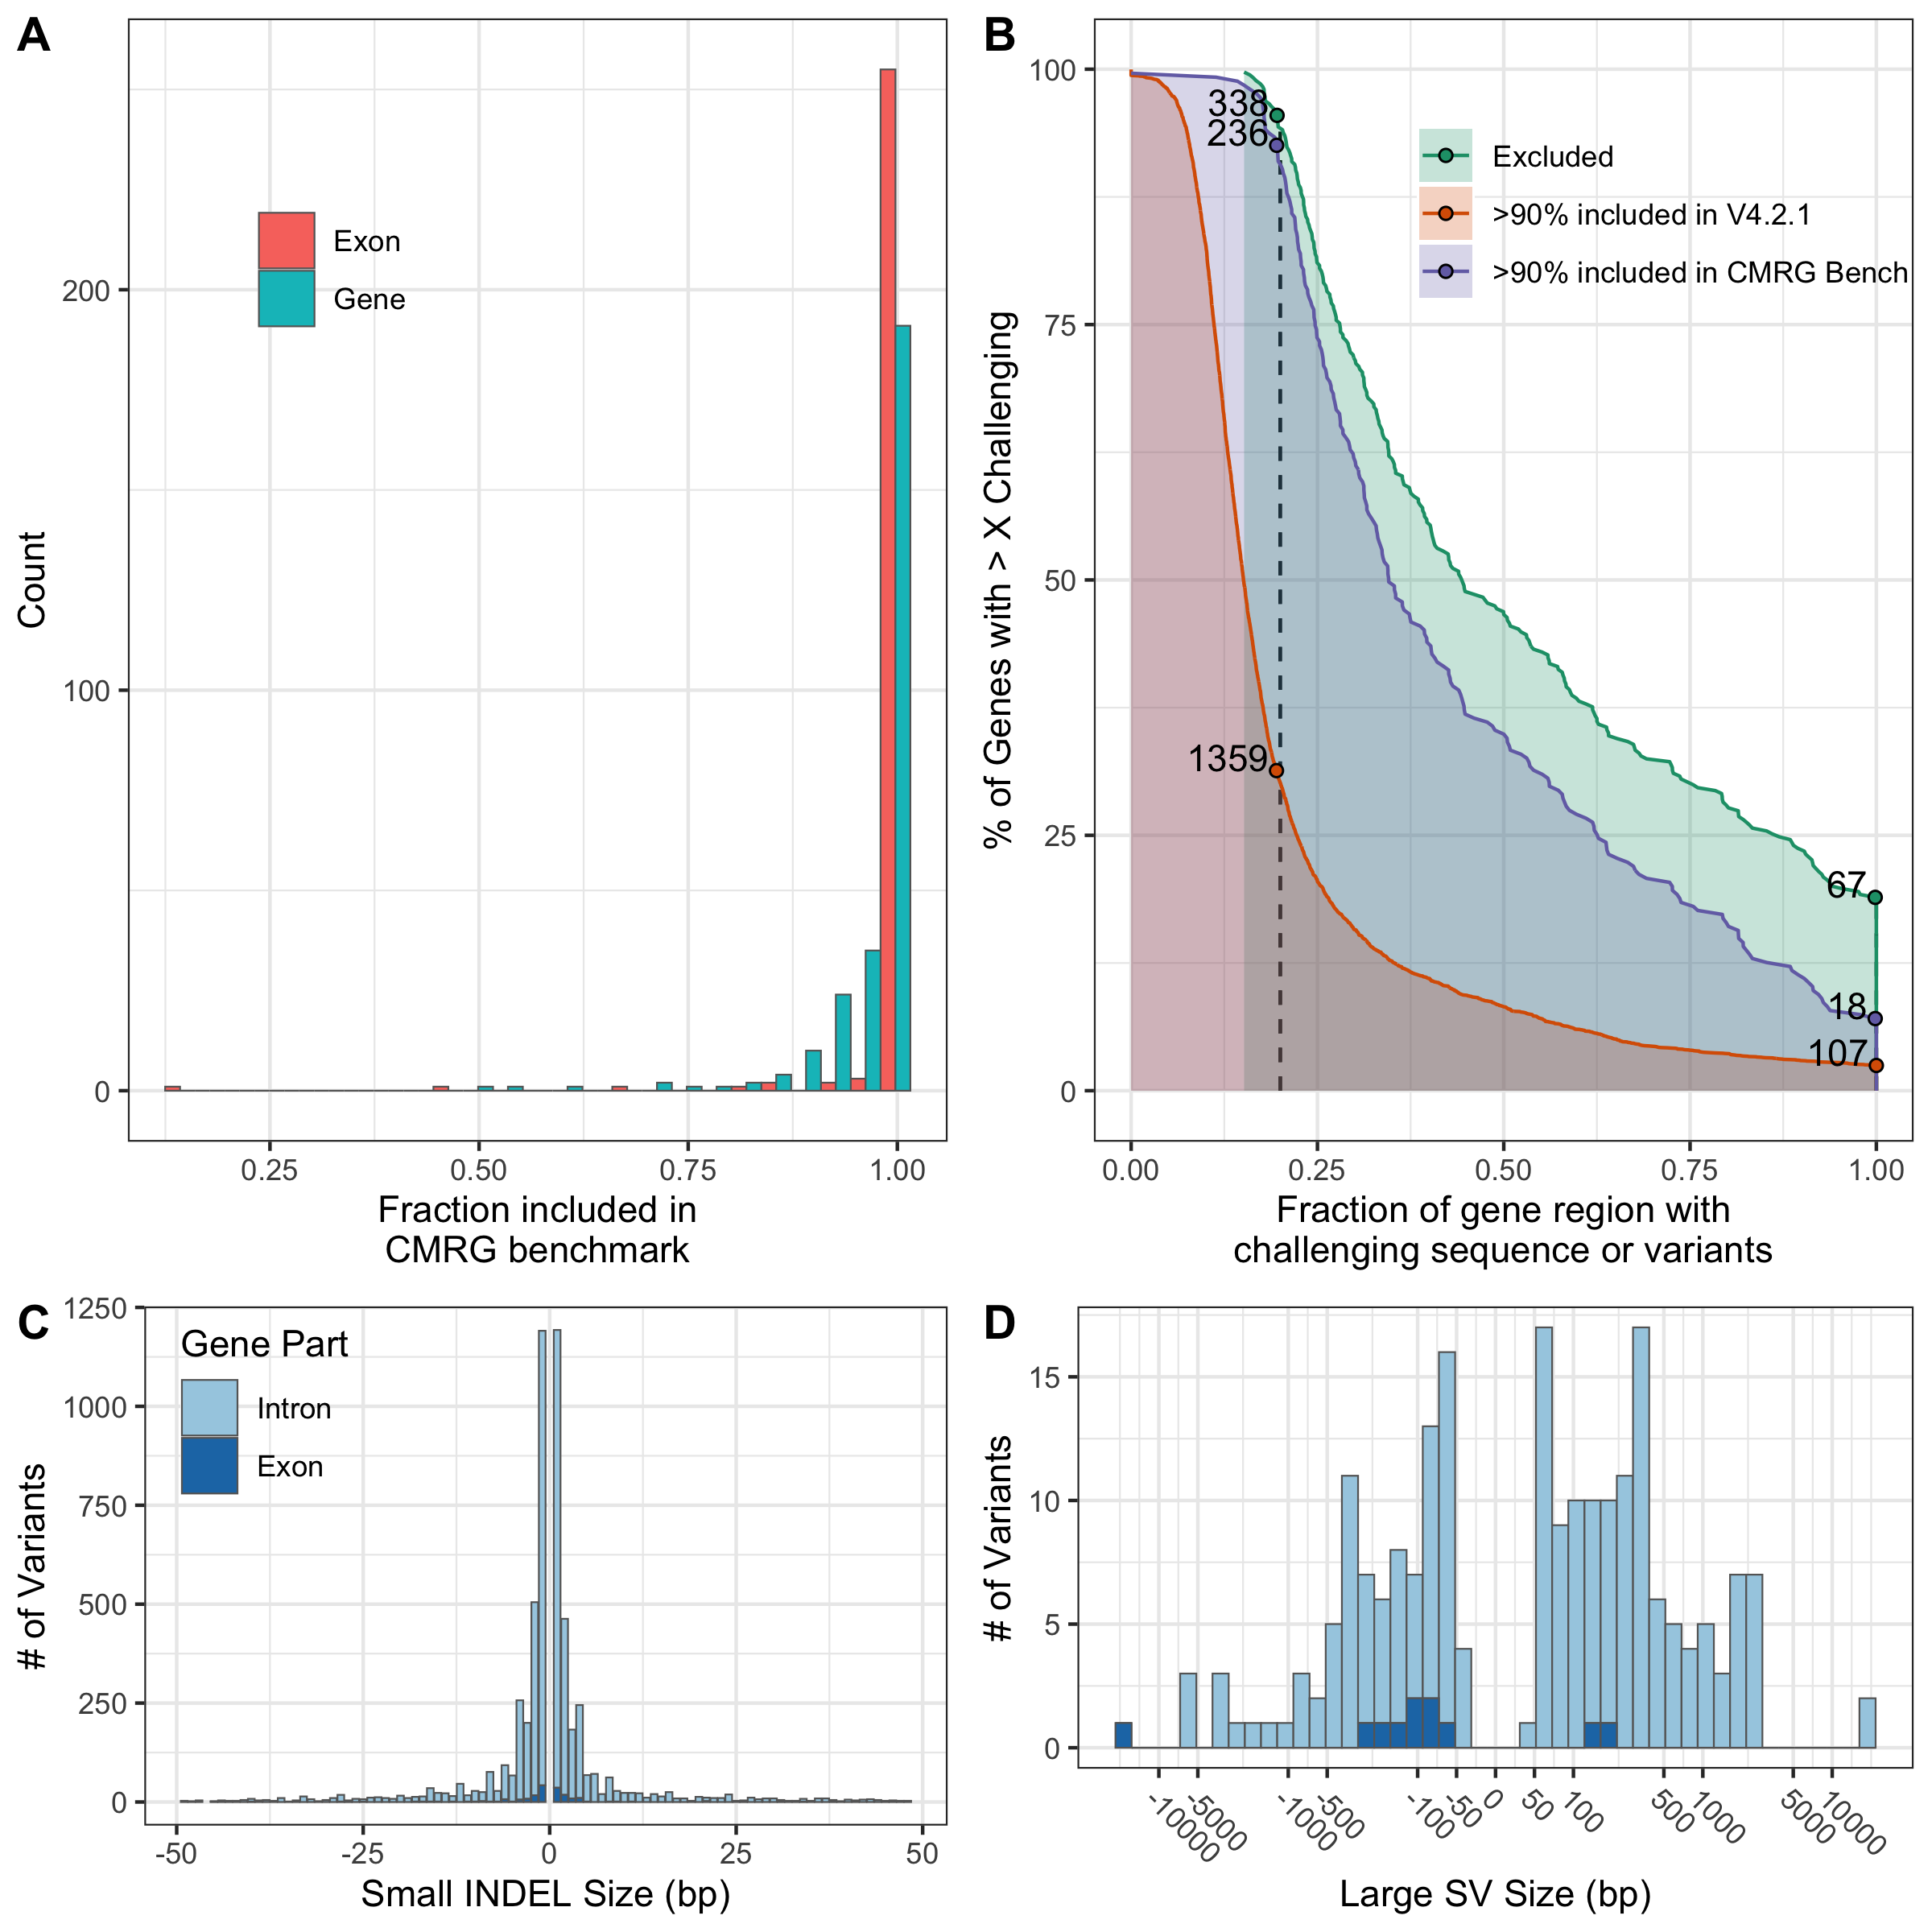 A
Count
200
100
0
Exon
Gene
0.25 0.50 0.75 1.00
Fraction included in
CMRG benchmark
B
% of Genes with > X Challenging
100
75
50
25
0
338
236
1359
67
18
107
Excluded
>90% included in V4.2.1
>90% included in CMRG Bench
0.00 0.25 0.50 0.75 1.00
Fraction of gene region with
challenging sequence or variants
C
# of Variants
1250
1000
750
500
250
0
Gene Part
Intron
Exon
-50 -25 0 25 50
Small INDEL Size (bp)
D
# of Variants
15
10
5
0
-10000 -5000 -1000 -500 -100 -50 0 50 100 500 1000 5000 10000
Large SV Size (bp)